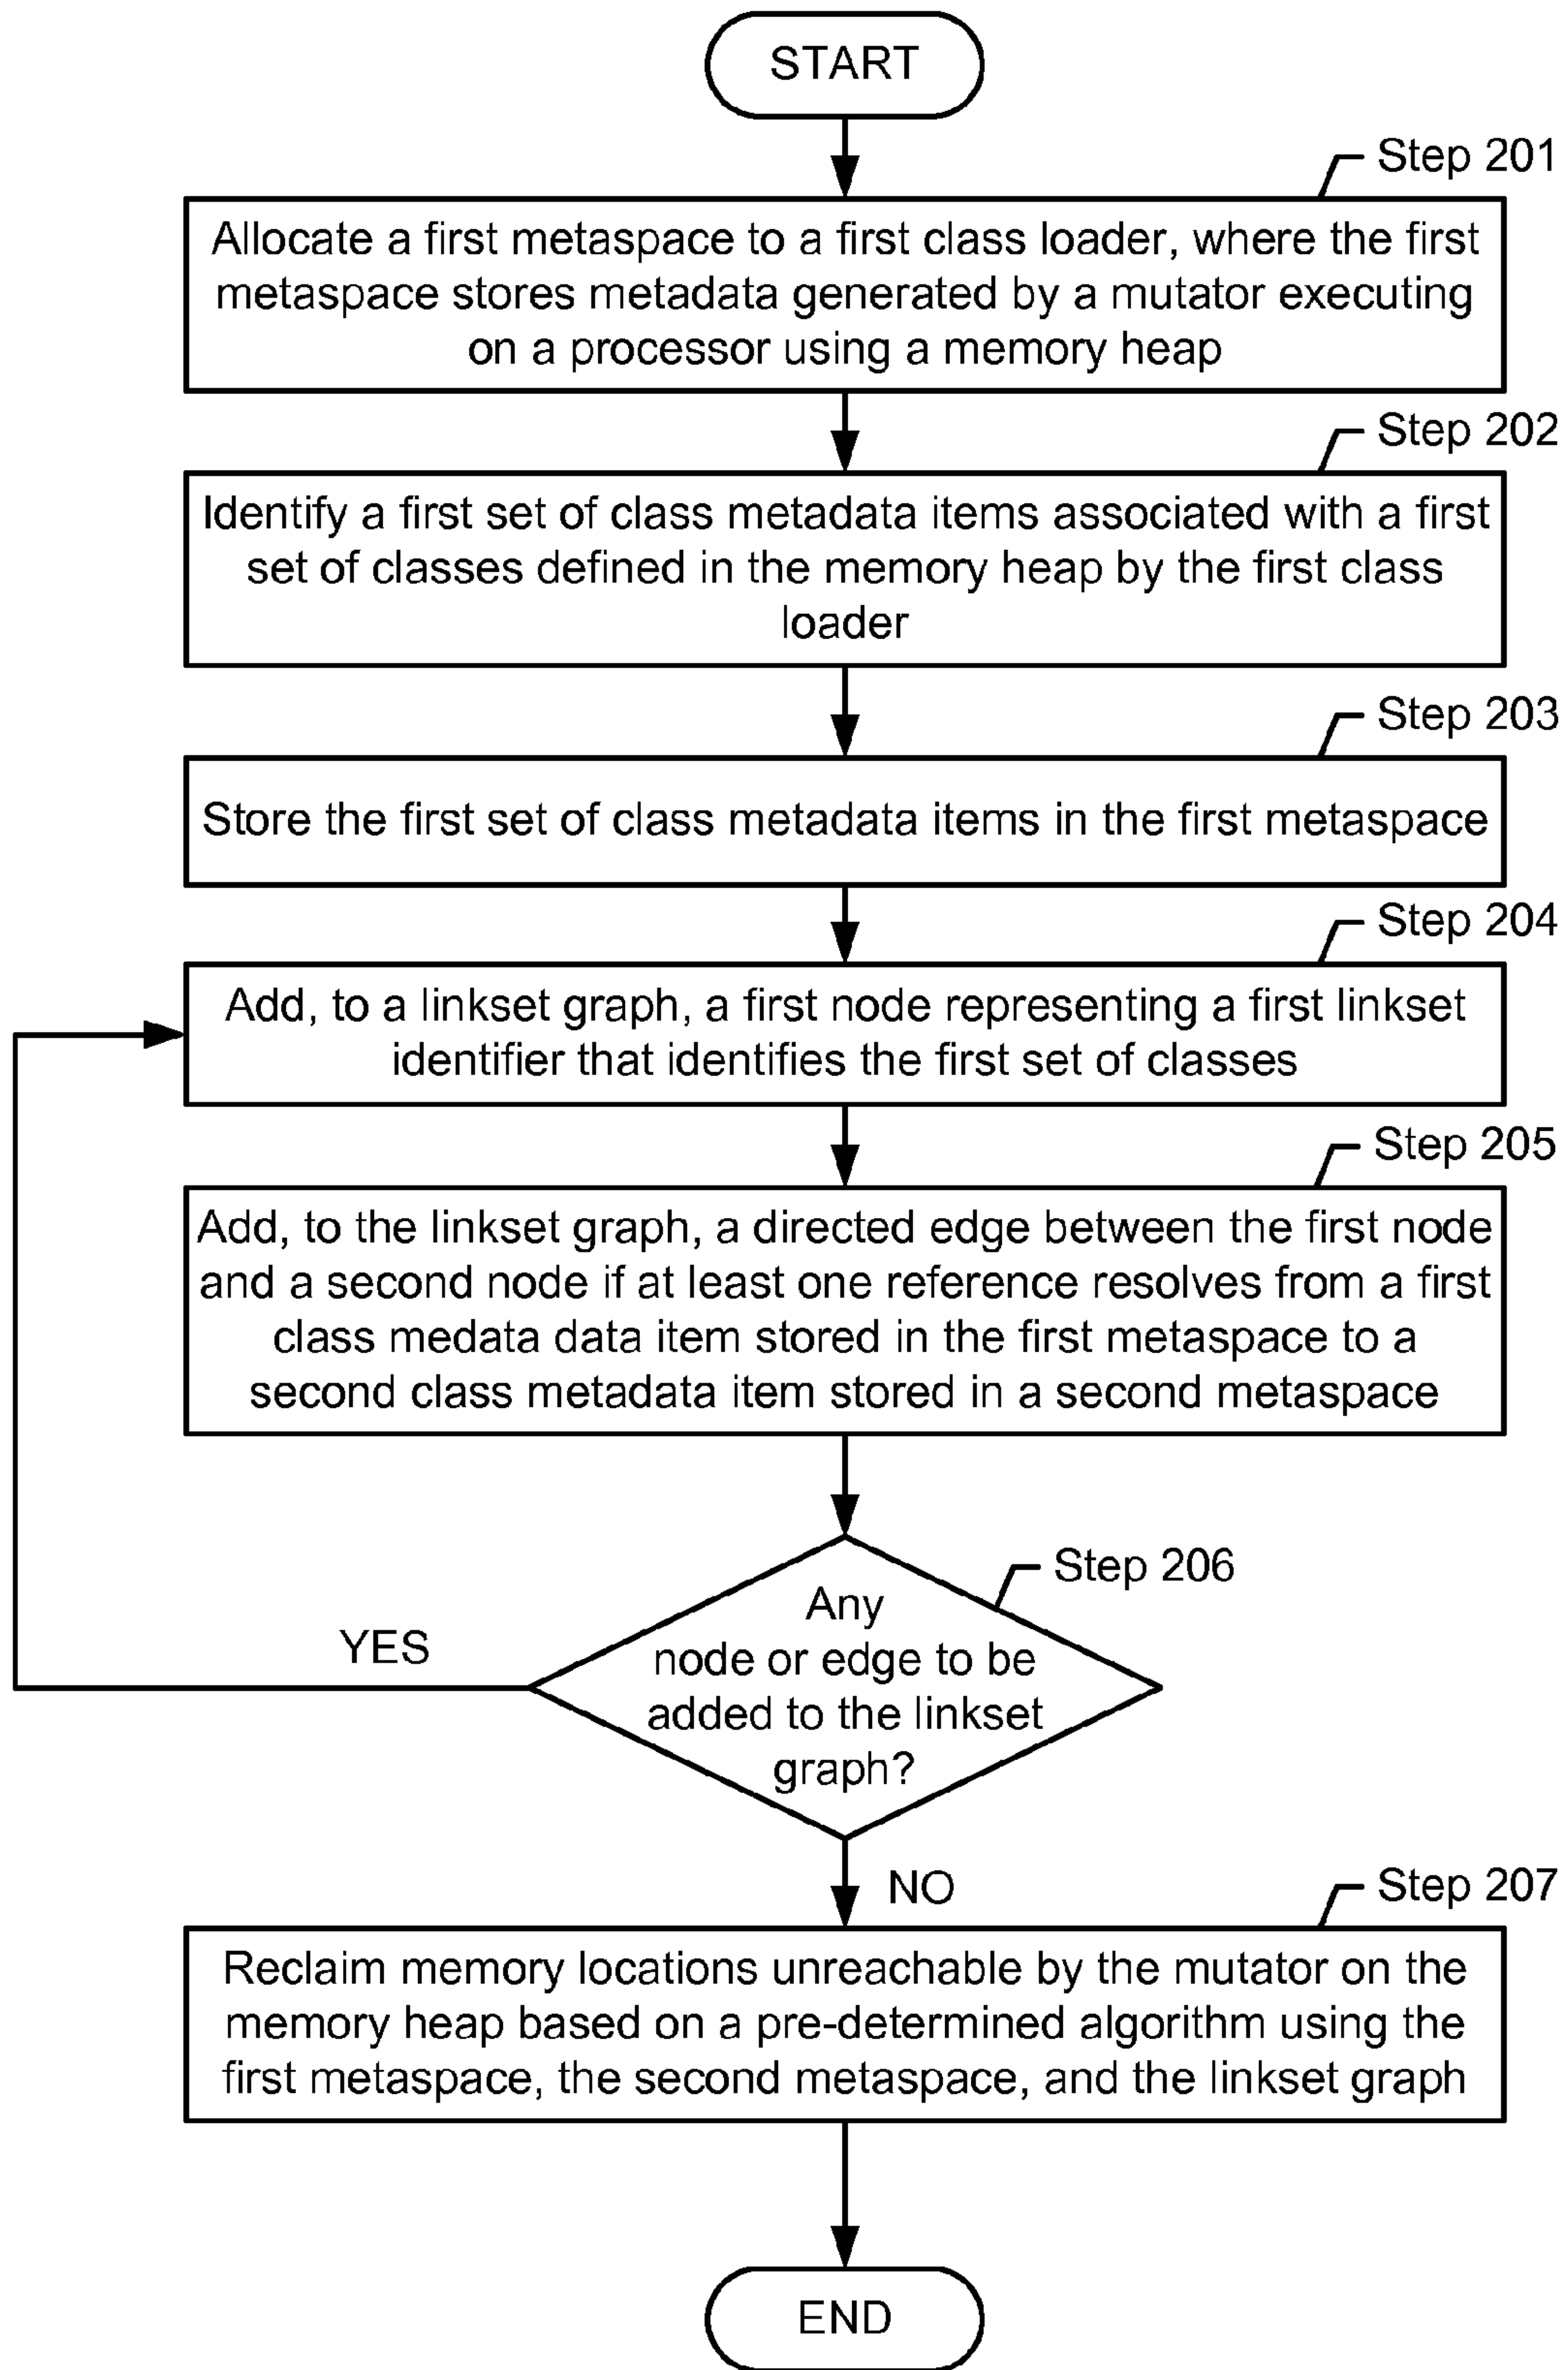 START
Step 201
Allocate a first metaspace to a first class loader, where the first
metaspace stores metadata generated by a mutator executing
on a processor using a memory heap
Step 202
Identify a first set of class metadata items associated with a first
set of classes defined in the memory heap by the first class
loader
Step 203
Store the first set of class metadata items in the first metaspace
Step 204
Add, to a linkset graph, a first node representing a first linkset
identifier that identifies the first set of classes
Step 205
Add, to the linkset graph, a directed edge between the first node
and a second node if at least one reference resolves from a first
class medata data item stored in the first metaspace to a
second class metadata item stored in a second metaspace
Step 206
Any
node or edge to be
added to the linkset
graph?
YES
NO
Step 207
Reclaim memory locations unreachable by the mutator on the
memory heap based on a pre-determined algorithm using the
first metaspace, the second metaspace, and the linkset graph
END